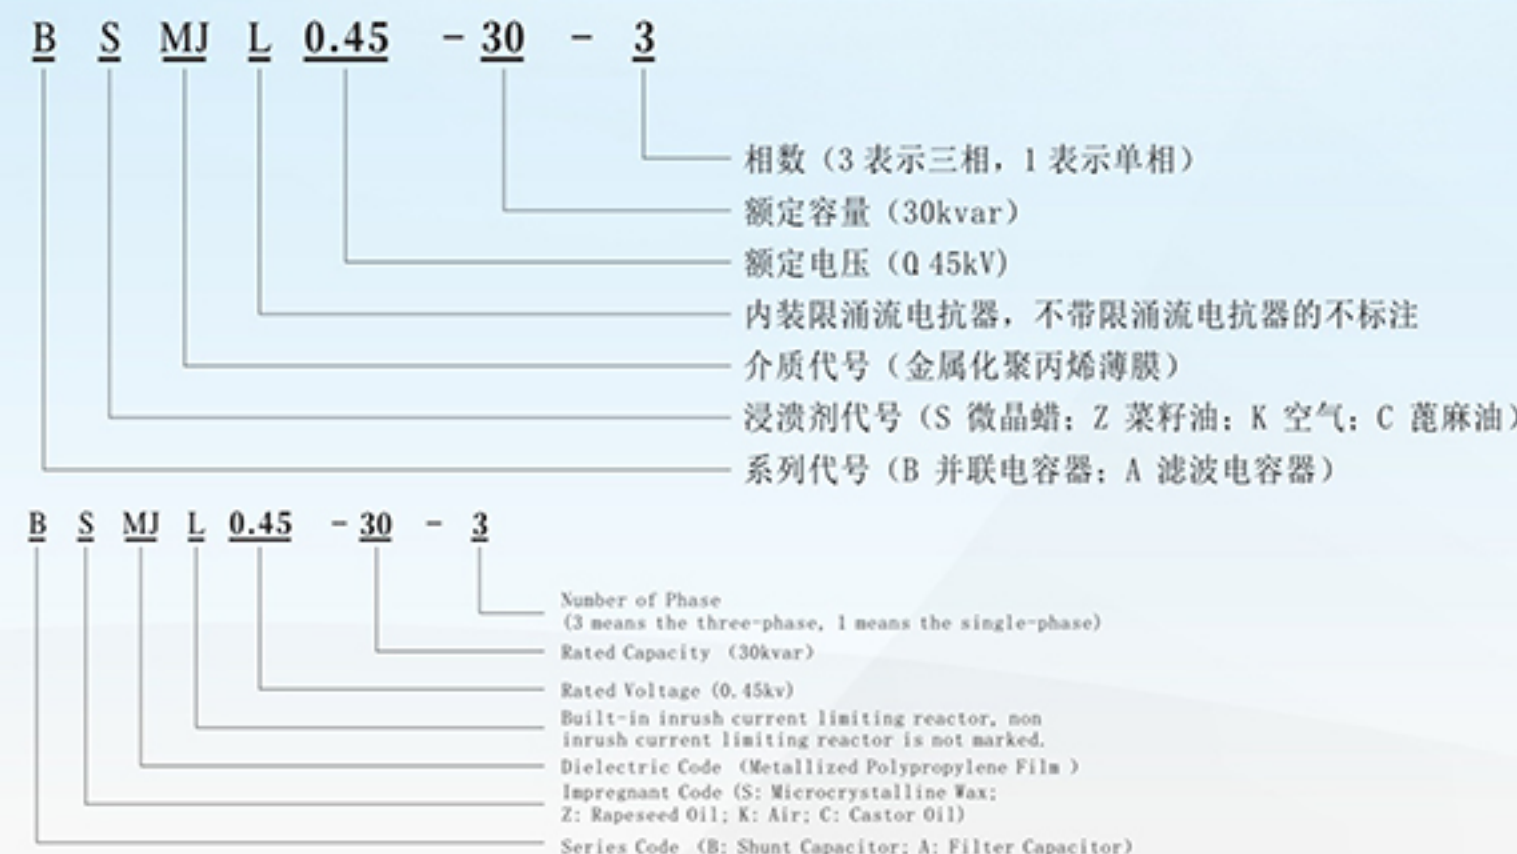 B S MJ L 0.45 - 30 - 3
相数（3 表示三相，1 表示单相）
额定容量（30kvar）
额定电压（0.45kV）
内装限涌流电抗器，不带限涌流电抗器的不标注
介质代号（金属化聚丙烯薄膜）
浸渍剂代号（S 微晶蜡；Z 菜籽油；K 空气；C 蓖麻油）
系列代号（B 并联电容器；A 滤波电容器）
B S MJ L 0.45 - 30 - 3
Number of Phase
(3 means the three-phase, 1 means the single-phase)
Rated Capacity （30kvar）
Rated Voltage (0.45kv)
Built-in inrush current limiting reactor, non
inrush current limiting reactor is not marked.
Dielectric Code （Metallized Polypropylene Film ）
Impregnant Code (S: Microcrystalline Wax;
Z: Rapeseed Oil; K: Air; C: Castor Oil)
Series Code （B: Shunt Capacitor; A: Filter Capacitor)